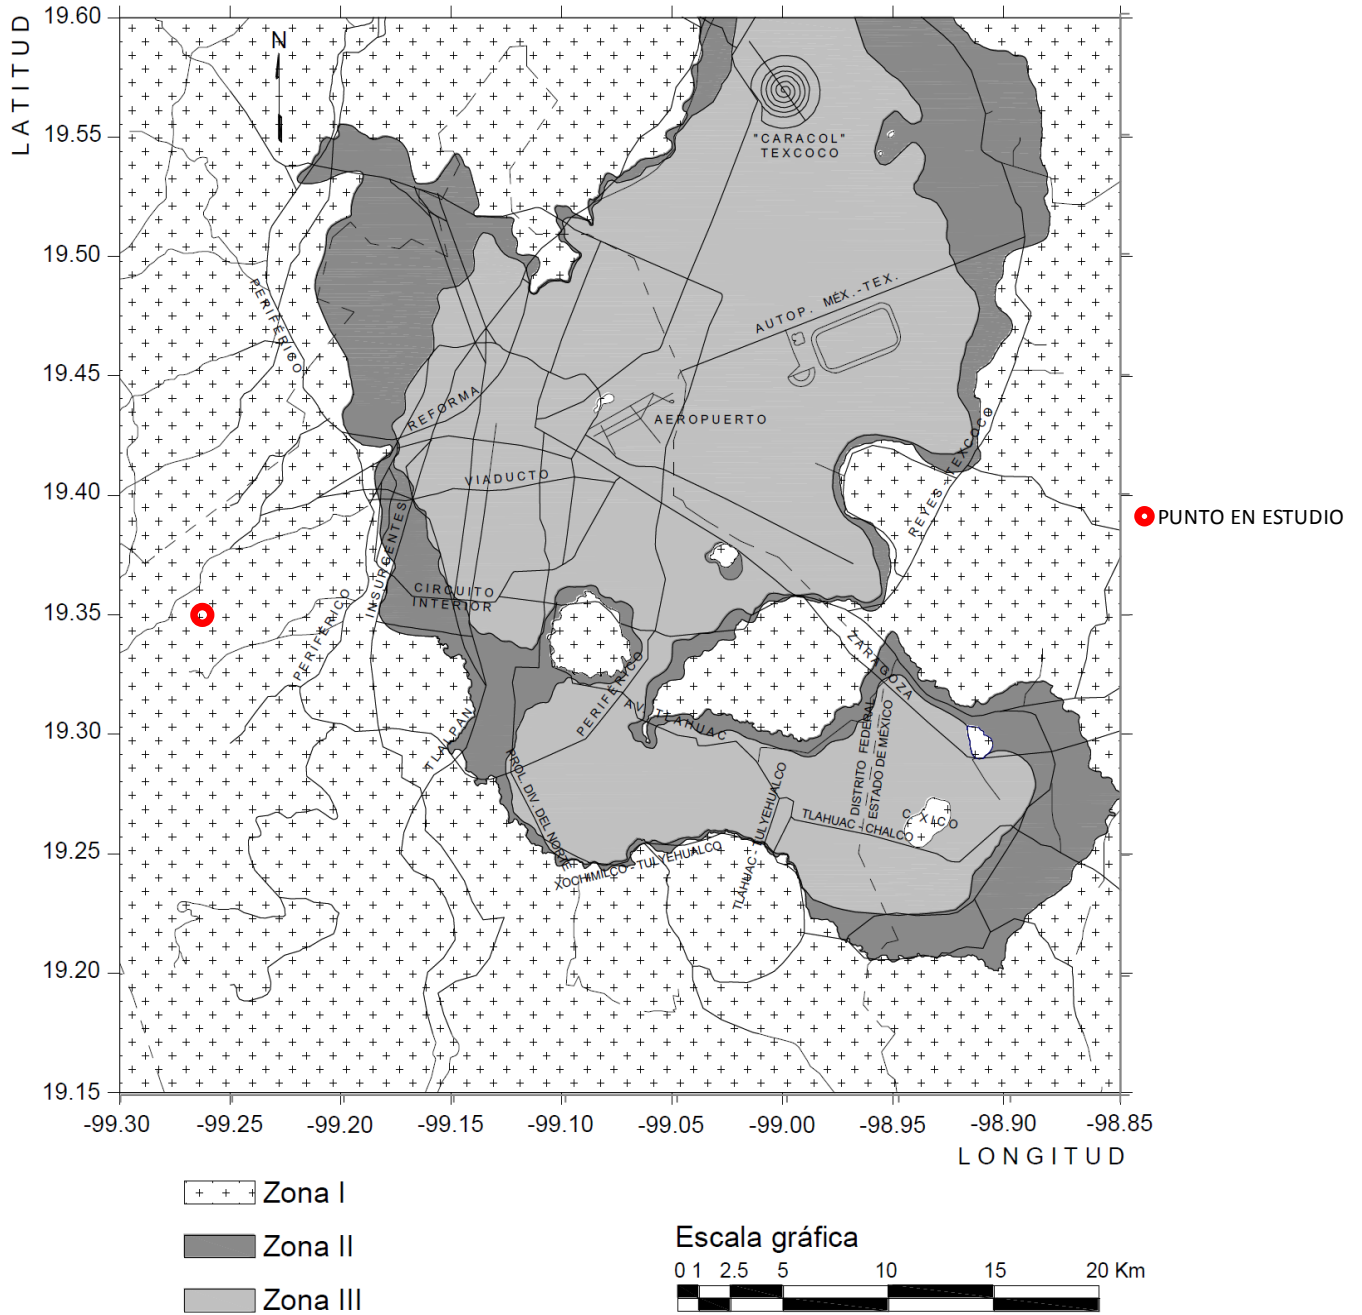 LATITUD
19.60
19.55
19.50
19.45
19.40
19.35
19.30
19.25
19.20
19.15
N
"CARACOL"
TEXCOCO
PERIFÉRICO
AUTOP. MÉX.-TEX.
REFORMA
AEROPUERTO
VIADUCTO
REYES TEXCOCO
INSURGENTES
PUNTO EN ESTUDIO
CIRCUITO
INTERIOR
PERIFERICO
ZARAGOZA
PERIFERICO
AV. TLAHUAC
TLALPAN
DISTRITO FEDERAL
ESTADO DE MÉXICO
PROL. DIV. DEL NORTE
TLAHUAC - TULYEHUALCO
TLAHUAC - CHALCO
XICO
XOCHIMILCO - TULYEHUALCO
-99.30
-99.25
-99.20
-99.15
-99.10
-99.05
-99.00
-98.95
-98.90
-98.85
LONGITUD
Zona I
Zona II
Zona III
Escala gráfica
0 1 2.5 5 10 15 20 Km